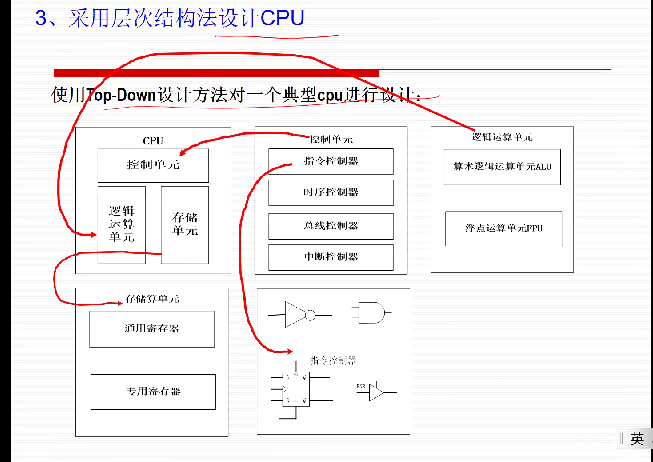 3、采用层次结构法设计CPU
使用Top-Down设计方法对一个典型cpu进行设计：
CPU
控制单元
逻辑
运算
单元
存储
单元
控制单元
指令控制器
时序控制器
总线控制器
中断控制器
逻辑运算单元
算术逻辑运算单元ALU
浮点运算单元FPU
存储算单元
通用寄存器
专用寄存器
指令控制器
英